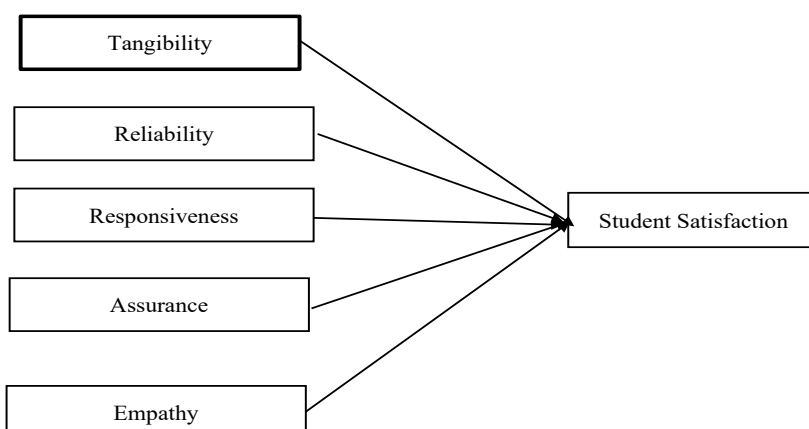 Tangibility
Reliability
Responsiveness
Student Satisfaction
Assurance
Empathy